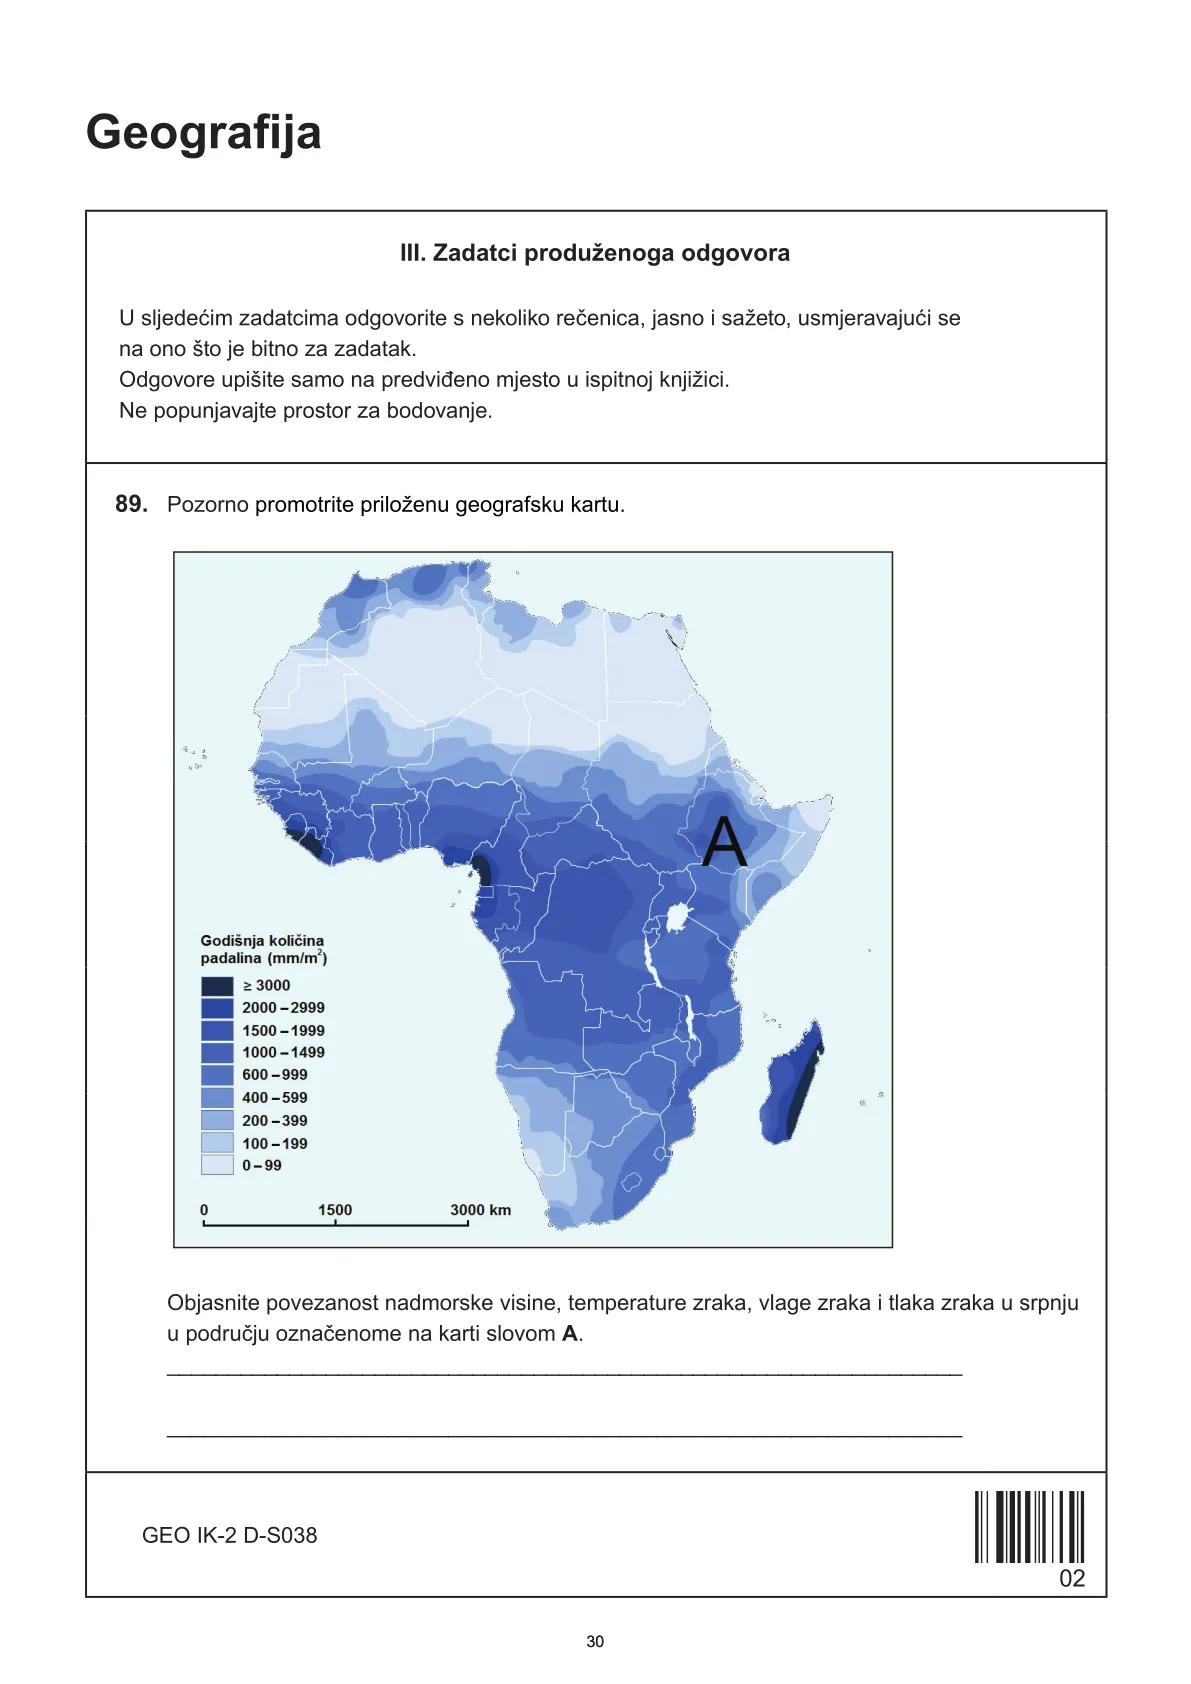 Geografija
III. Zadatci produženoga odgovora
U sljedećim zadatcima odgovorite s nekoliko rečenica, jasno i sažeto, usmjeravajući se
na ono što je bitno za zadatak.
Odgovore upišite samo na predviđeno mjesto u ispitnoj knjižici.
Ne popunjavajte prostor za bodovanje.
89. Pozorno promotrite priloženu geografsku kartu.
A
Godišnja količina
padalina (mm/m²)
≥ 3000
2000 – 2999
1500 – 1999
1000 – 1499
600 – 999
400 – 599
200 – 399
100 – 199
0 – 99
0 1500 3000 km
Objasnite povezanost nadmorske visine, temperature zraka, vlage zraka i tlaka zraka u srpnju
u području označenome na karti slovom A.
GEO IK-2 D-S038
02
30